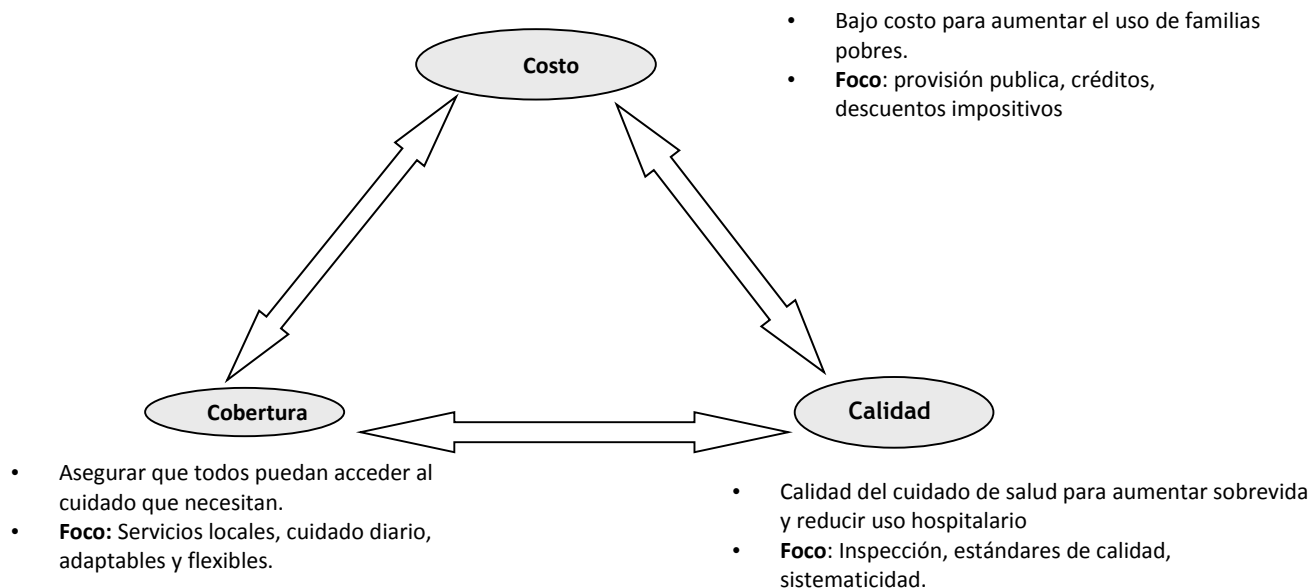 • Bajo costo para aumentar el uso de familias
pobres.
• Foco: provisión publica, créditos,
descuentos impositivos
Costo
Cobertura
Calidad
• Asegurar que todos puedan acceder al
cuidado que necesitan.
• Foco: Servicios locales, cuidado diario,
adaptables y flexibles.
• Calidad del cuidado de salud para aumentar sobrevida
y reducir uso hospitalario
• Foco: Inspección, estándares de calidad,
sistematicidad.